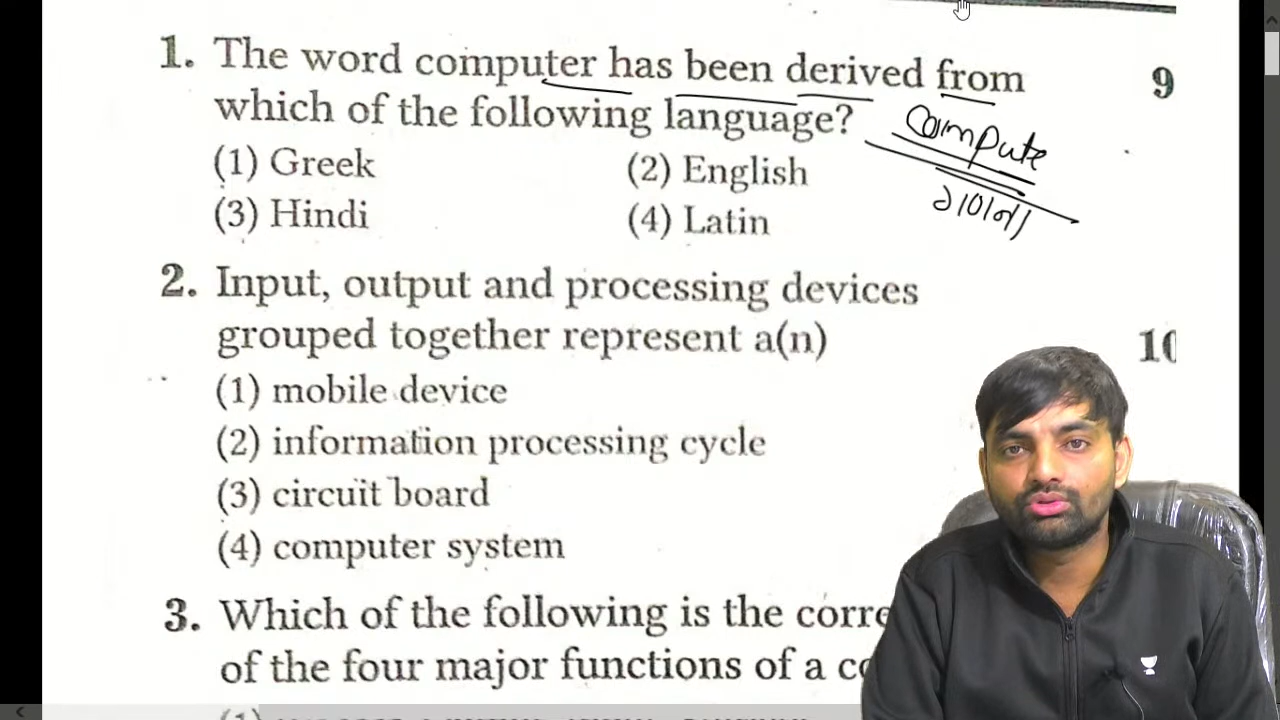 1. The word computer has been derived from
which of the following language?
compute
(1) Greek (2) English
(3) Hindi (4) Latin
2. Input, output and processing devices
grouped together represent a(n)
(1) mobile device
(2) information processing cycle
(3) circuit board
(4) computer system
3. Which of the following is the corre
of the four major functions of a co
9
10